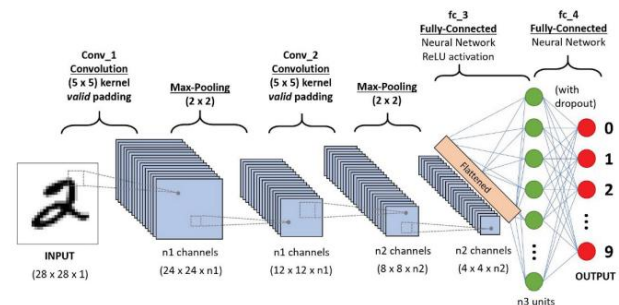 fc_3
Fully-Connected
Neural Network
ReLU activation
fc_4
Fully-Connected
Neural Network
Conv_1
Convolution
(5 x 5) kernel
valid padding
Max-Pooling
(2 x 2)
Conv_2
Convolution
(5 x 5) kernel
valid padding
Max-Pooling
(2 x 2)
(with
dropout)
Flattened
0
1
2
9
INPUT
(28 x 28 x 1)
n1 channels
(24 x 24 x n1)
n1 channels
(12 x 12 x n1)
n2 channels
(8 x 8 x n2)
n2 channels
(4 x 4 x n2)
OUTPUT
n3 units